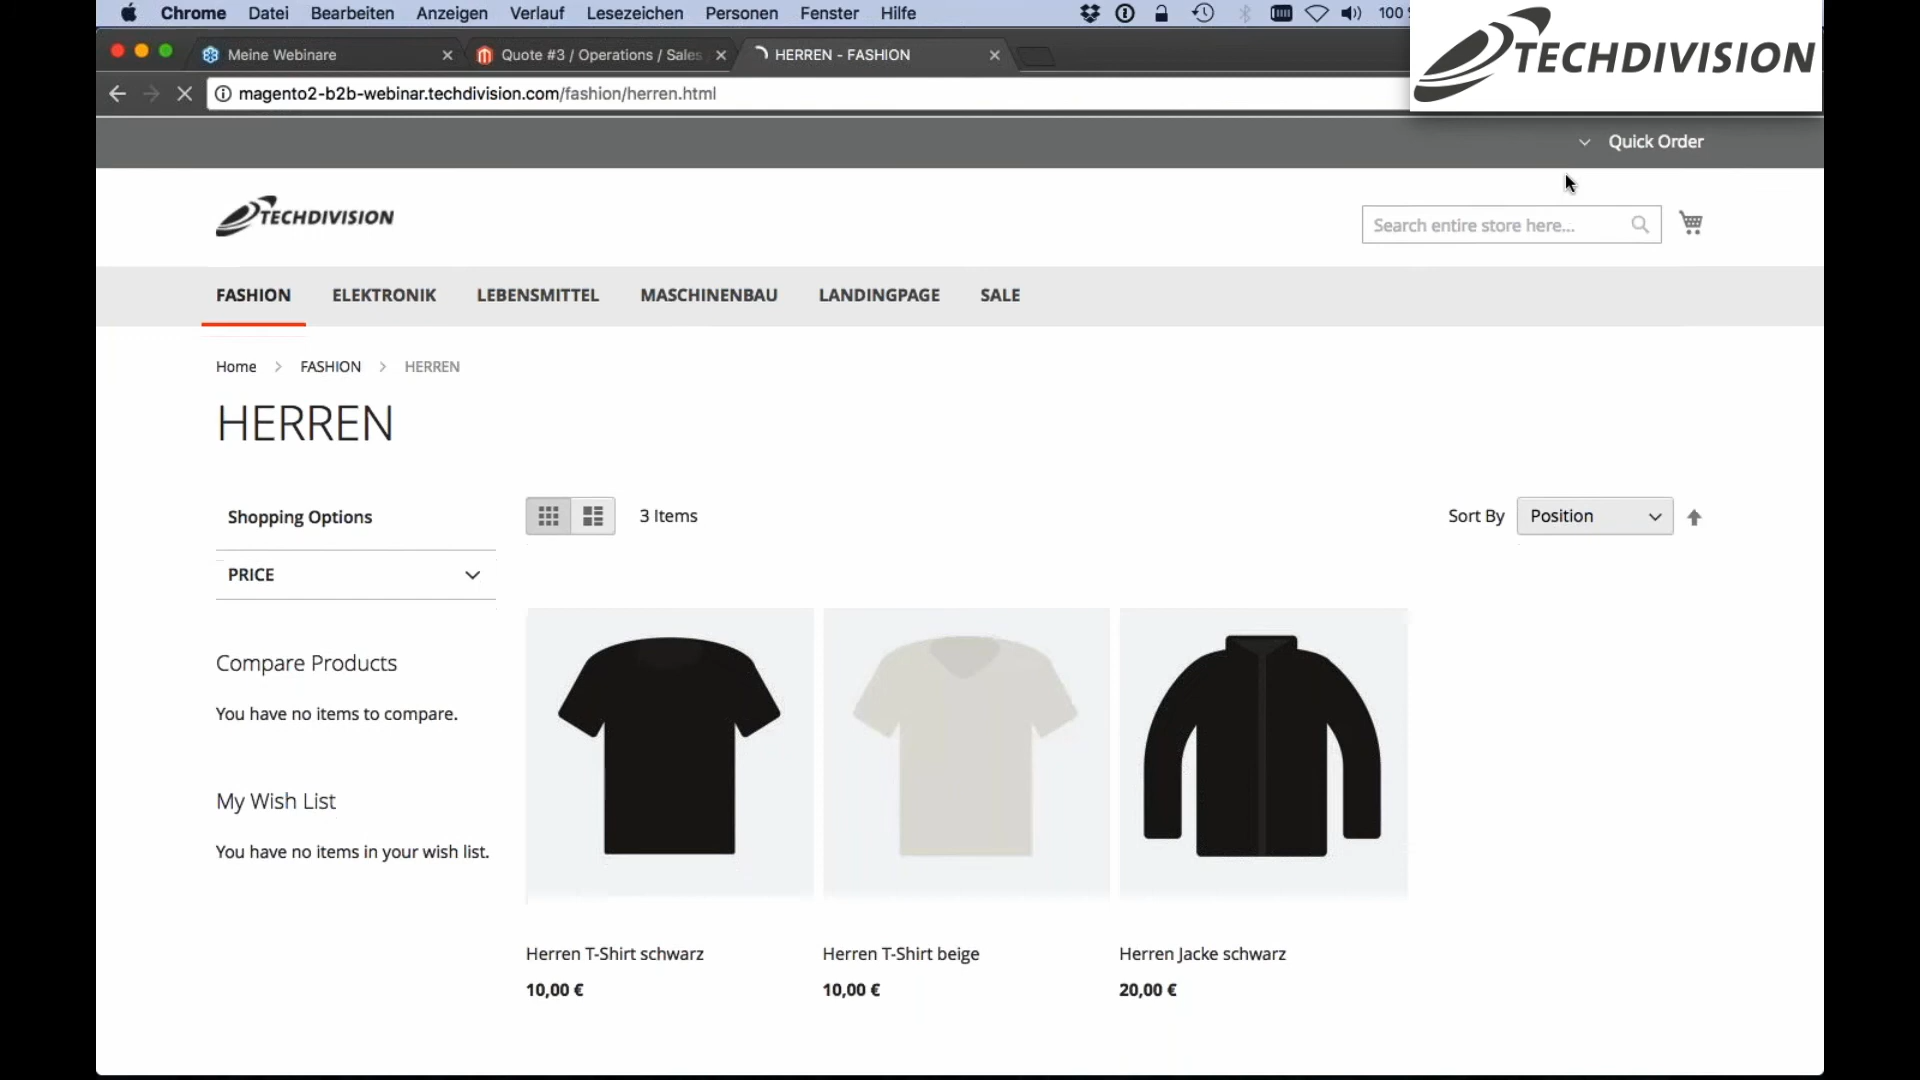 Chrome Datei Bearbeiten Anzeigen Verlauf Lesezeichen Personen Fenster Hilfe 100
TECHDIVISION
Meine Webinare
Quote #3 / Operations / Sales
HERREN - FASHION
magento2-b2b-webinar.techdivision.com/fashion/herren.html
Quick Order
TECHDIVISION
Search entire store here...
FASHION ELEKTRONIK LEBENSMITTEL MASCHINENBAU LANDINGPAGE SALE
Home FASHION HERREN
HERREN
Shopping Options
3 Items
Sort By Position
PRICE
Compare Products
You have no items to compare.
My Wish List
You have no items in your wish list.
Herren T-Shirt schwarz
10,00 €
Herren T-Shirt beige
10,00 €
Herren Jacke schwarz
20,00 €